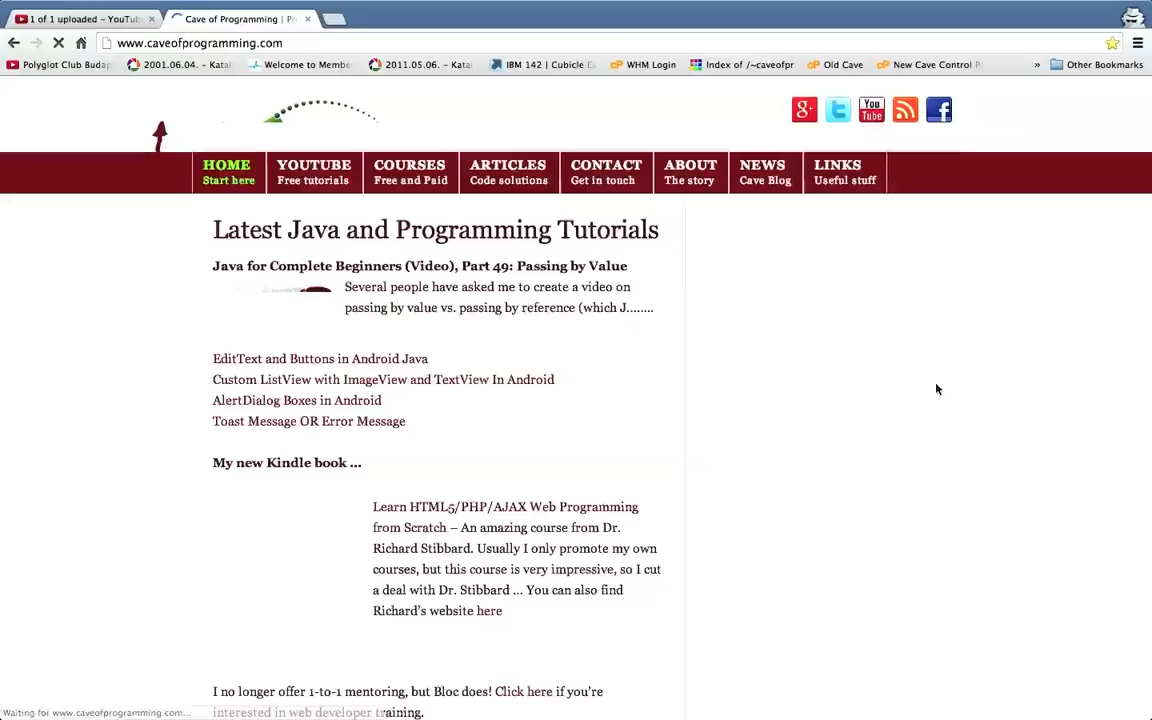 1 of 1 uploaded – YouTub
Cave of Programming | Pr
www.caveofprogramming.com
Polyglot Club Budap
2001.06.04. – Katal
Welcome to Membe
2011.05.06. – Katal
IBM 142 | Cubicle E
WHM Login
Index of /caveofpr
Old Cave
New Cave Control P
»
Other Bookmarks
g+
You Tube
HOME
Start here
YOUTUBE
Free tutorials
COURSES
Free and Paid
ARTICLES
Code solutions
CONTACT
Get in touch
ABOUT
The story
NEWS
Cave Blog
LINKS
Useful stuff
Latest Java and Programming Tutorials
Java for Complete Beginners (Video), Part 49: Passing by Value
Several people have asked me to create a video on
passing by value vs. passing by reference (which J........
EditText and Buttons in Android Java
Custom ListView with ImageView and TextView In Android
AlertDialog Boxes in Android
Toast Message OR Error Message
My new Kindle book ...
Learn HTML5/PHP/AJAX Web Programming
from Scratch – An amazing course from Dr.
Richard Stibbard. Usually I only promote my own
courses, but this course is very impressive, so I cut
a deal with Dr. Stibbard ... You can also find
Richard's website here
I no longer offer 1-to-1 mentoring, but Bloc does! Click here if you're
interested in web developer training.
Waiting for www.caveofprogramming.com...